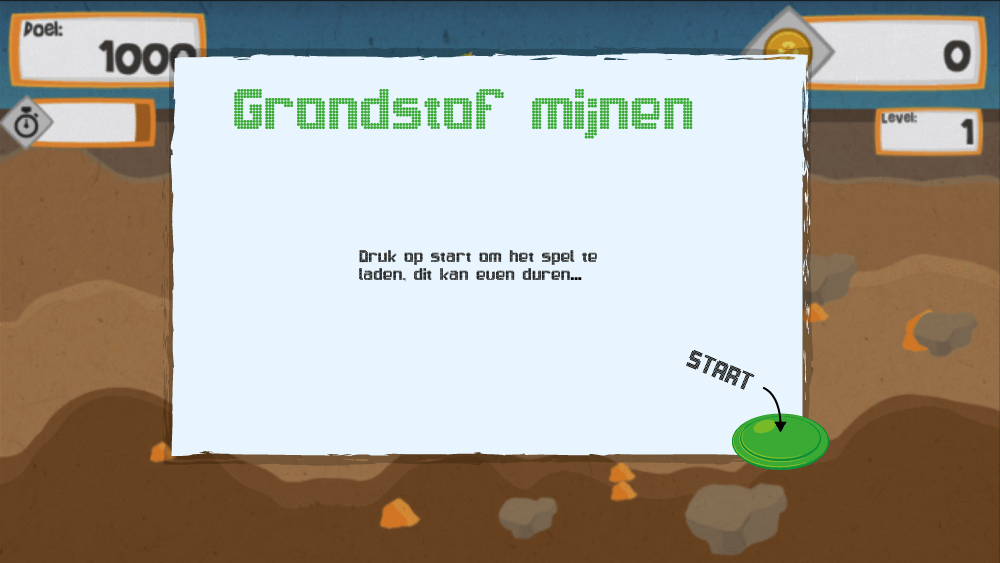 Doel:
1000
0
Level:
1
Grondstof mijnen
Druk op start om het spel te
laden, dit kan even duren...
START